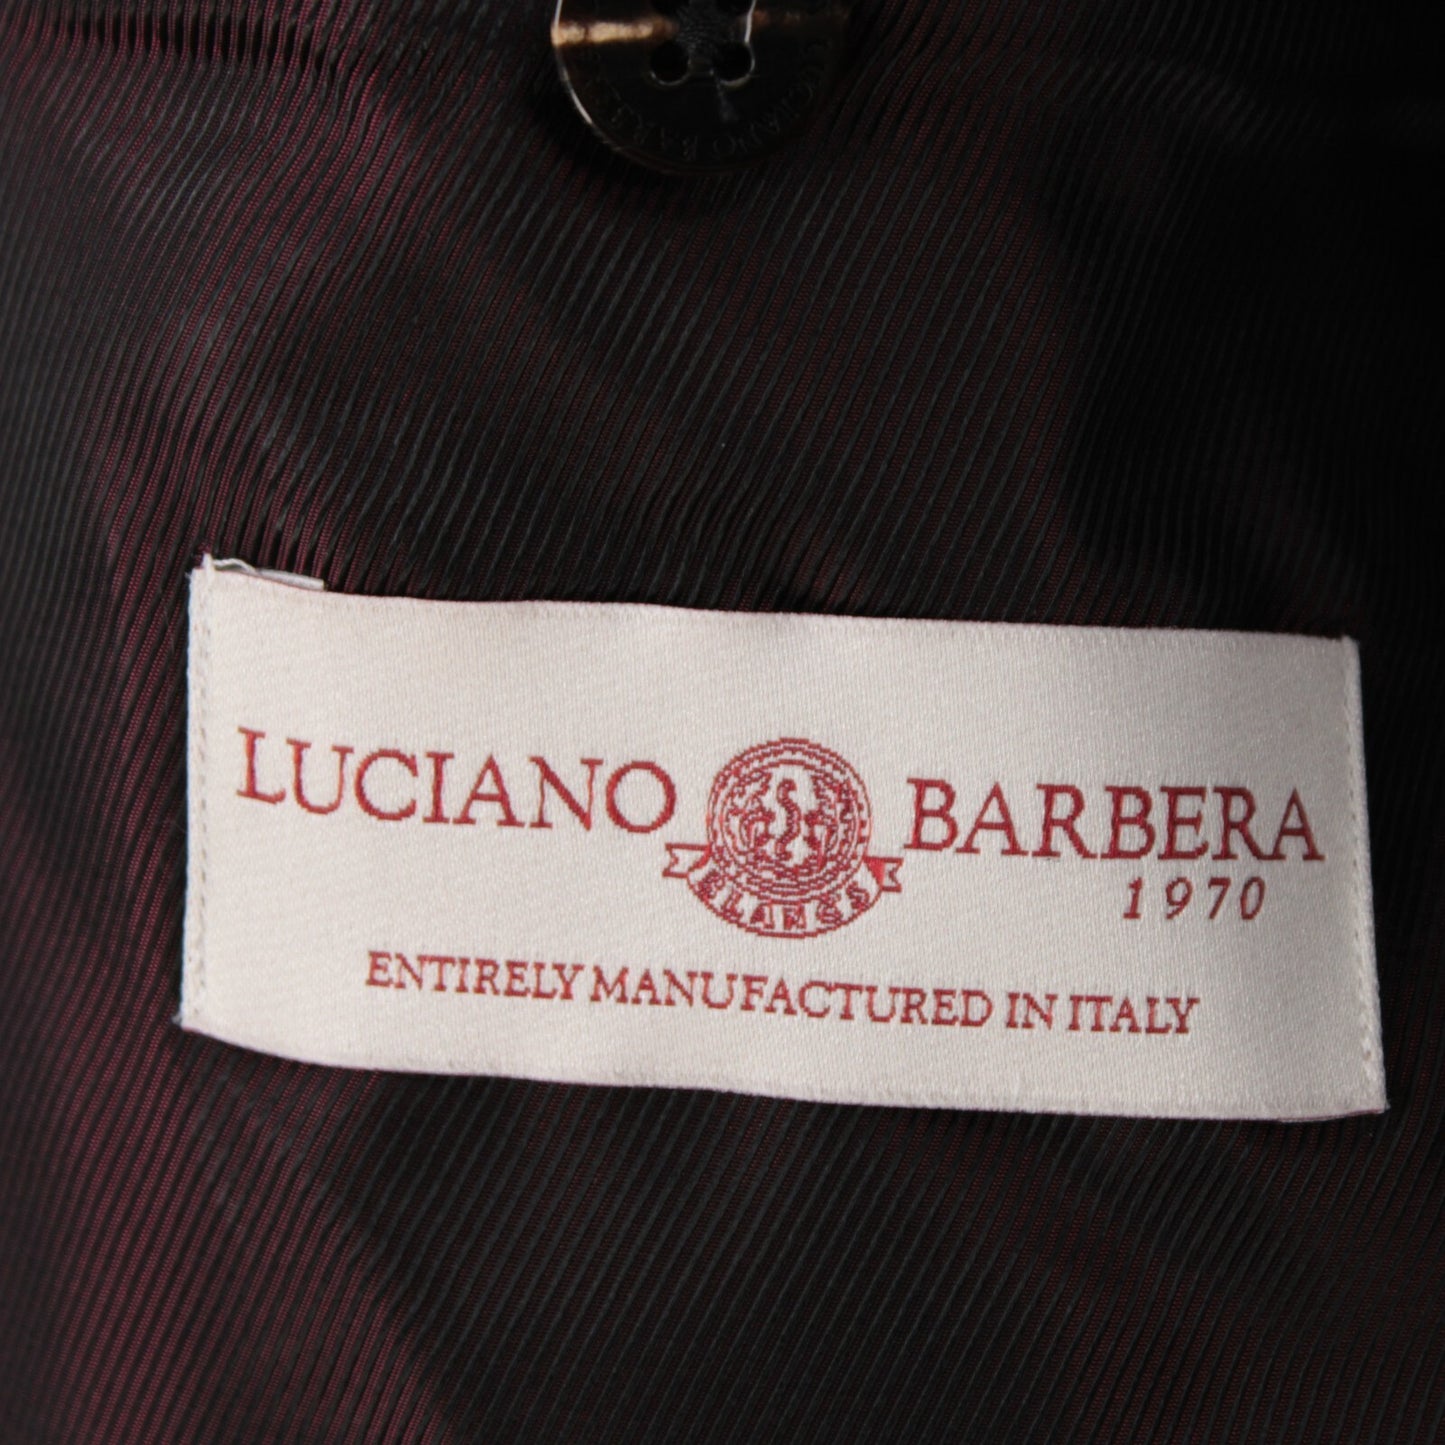 LUCIANO BARBERA
1970
ENTIRELY MANUFACTURED IN ITALY